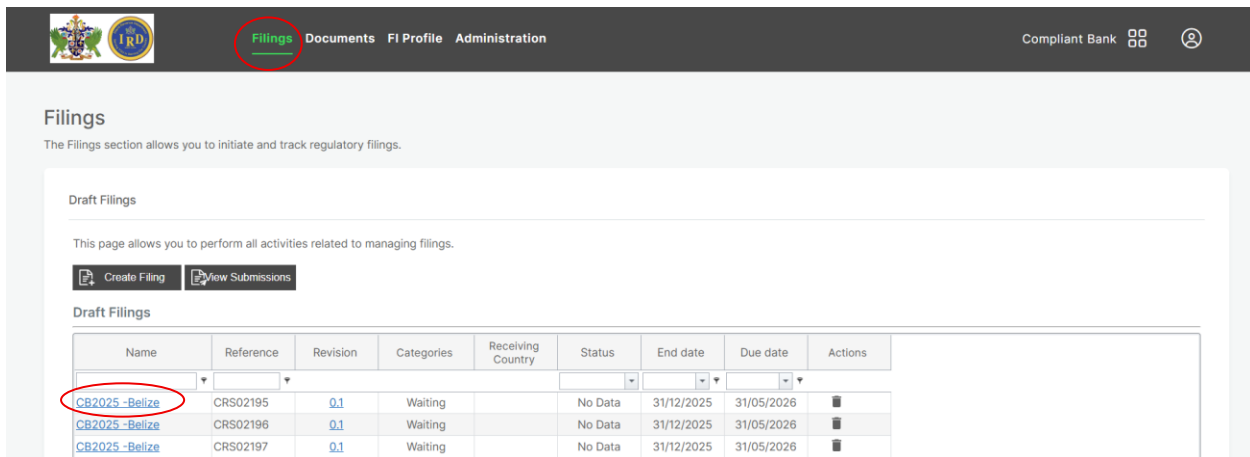 IRD
Filings Documents FI Profile Administration Compliant Bank
Filings
The Filings section allows you to initiate and track regulatory filings.
Draft Filings
This page allows you to perform all activities related to managing filings.
Create Filing View Submissions
Draft Filings
Name Reference Revision Categories Receiving Country Status End date Due date Actions
CB2025 -Belize CRS02195 0.1 Waiting No Data 31/12/2025 31/05/2026
CB2025 -Belize CRS02196 0.1 Waiting No Data 31/12/2025 31/05/2026
CB2025 -Belize CRS02197 0.1 Waiting No Data 31/12/2025 31/05/2026